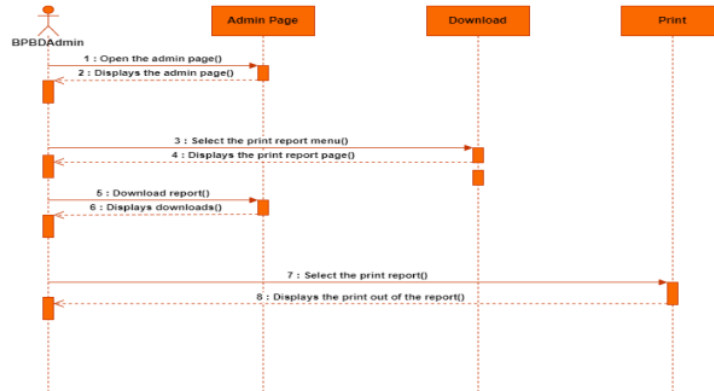 Admin Page
Download
Print
BPBDAdmin
1 : Open the admin page()
2 : Displays the admin page()
3 : Select the print report menu()
4 : Displays the print report page()
5 : Download report()
6 : Displays downloads()
7 : Select the print report()
8 : Displays the print out of the report()